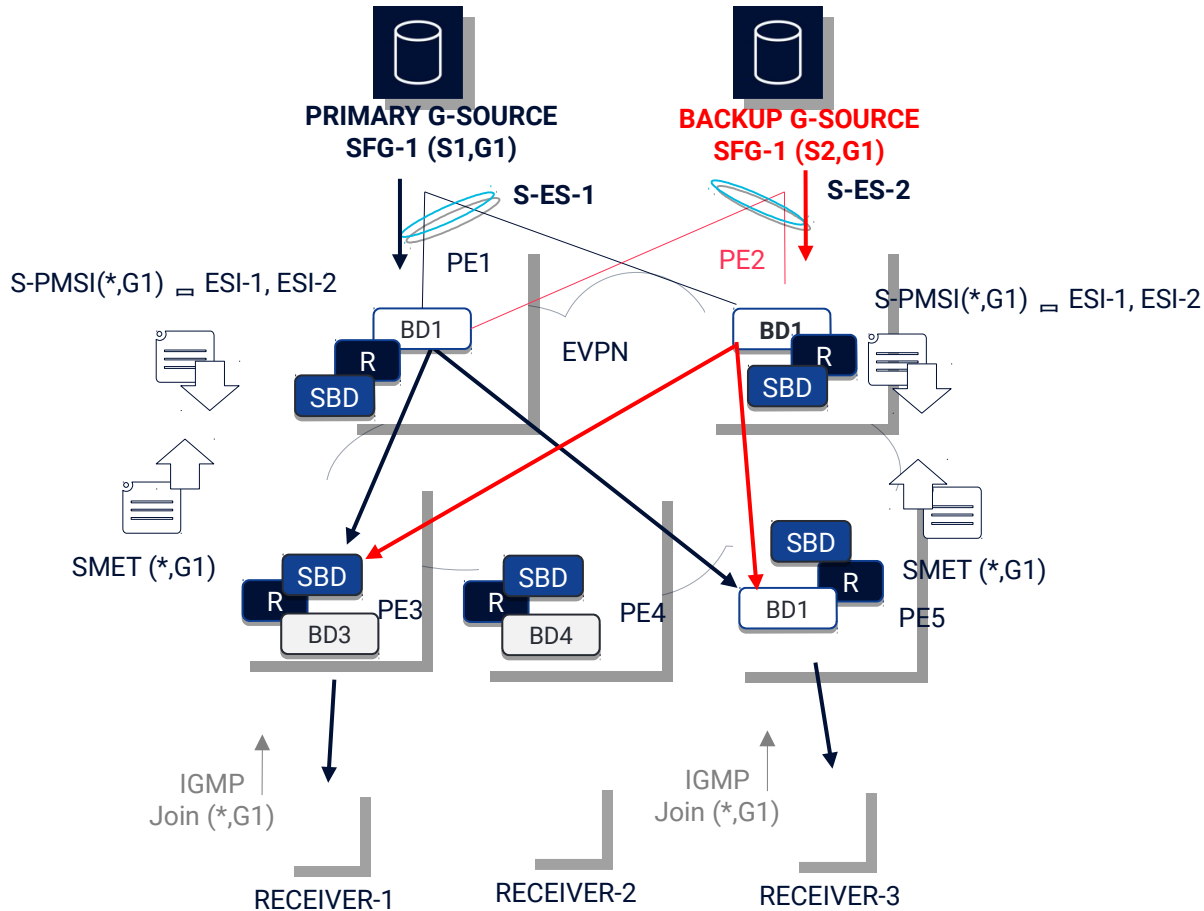 PRIMARY G-SOURCE
SFG-1 (S1,G1)
BACKUP G-SOURCE
SFG-1 (S2,G1)
S-ES-1
S-ES-2
PE1
PE2
S-PMSI(*,G1) ESI-1, ESI-2
S-PMSI(*,G1) ESI-1, ESI-2
BD1
R
SBD
EVPN
BD1
R
SBD
SMET (*,G1)
SBD
R
BD3
PE3
SBD
R
BD4
PE4
SBD
R
BD1
PE5
SMET (*,G1)
IGMP
Join (*,G1)
IGMP
Join (*,G1)
RECEIVER-1
RECEIVER-2
RECEIVER-3